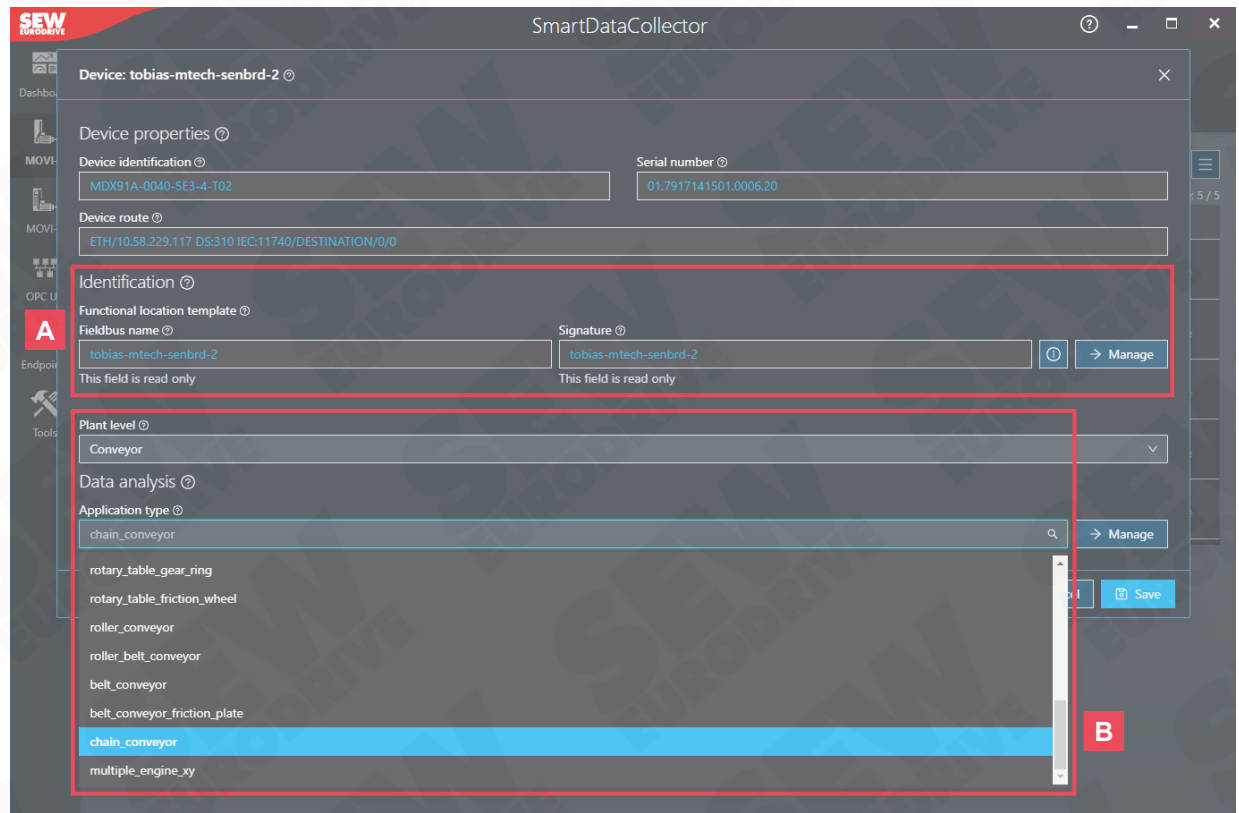 SEW
EURODRIVE
SmartDataCollector
Dashbo
Device: tobias-mtech-senbrd-2
Device properties
MOVI-
Device identification
Serial number
MDX91A-0040-5E3-4-T02
01.7917141501.0006.20
: 5 / 5
Device route
MOVI-
ETH/10.58.229.117 DS:310 IEC:11740/DESTINATION/0/0
Identification
OPC U
Functional location template
A
Fieldbus name
Signature
tobias-mtech-senbrd-2
tobias-mtech-senbrd-2
Manage
Endpoi
This field is read only
This field is read only
Plant level
Tools
Conveyor
Data analysis
Application type
chain_conveyor
Manage
rotary_table_gear_ring
Save
rotary_table_friction_wheel
roller_conveyor
roller_belt_conveyor
belt_conveyor
belt_conveyor_friction_plate
chain_conveyor
B
multiple_engine_xy